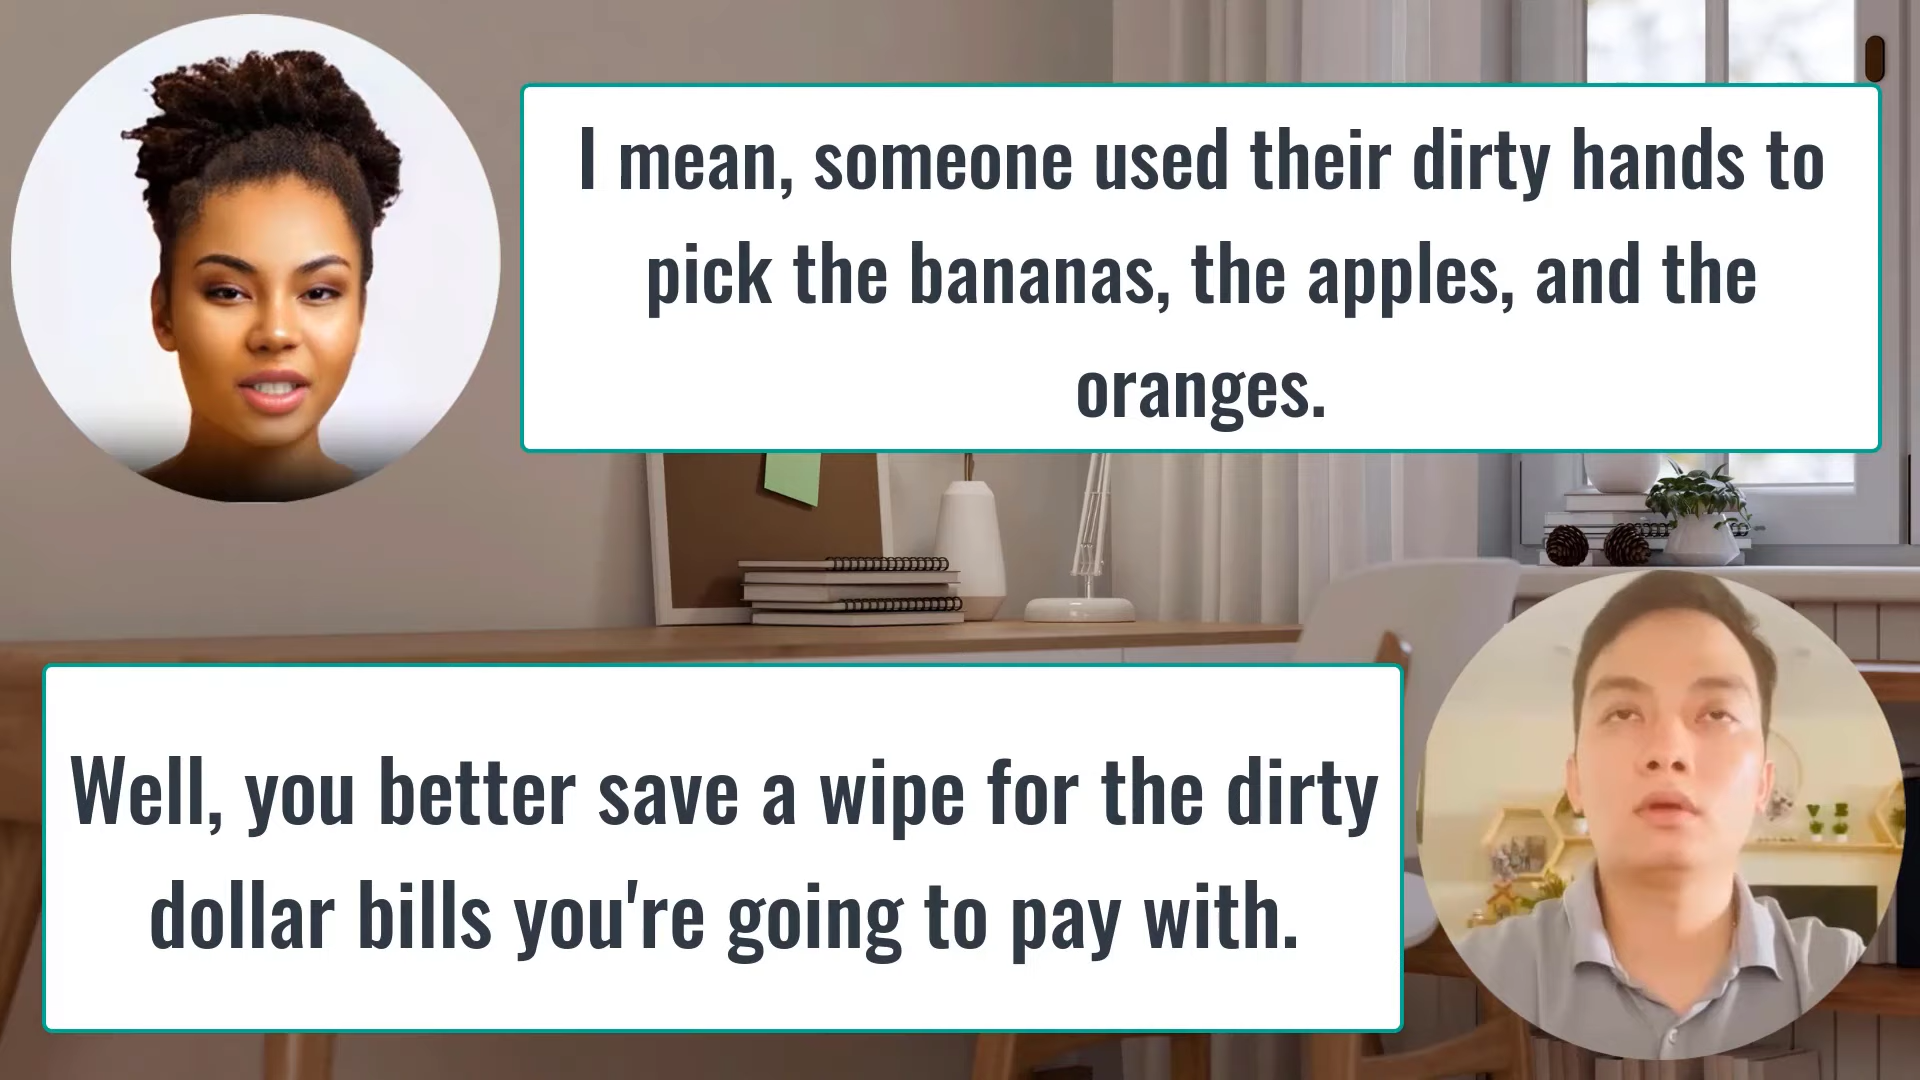 I mean, someone used their dirty hands to
pick the bananas, the apples, and the
oranges.
Well, you better save a wipe for the dirty
dollar bills you're going to pay with.